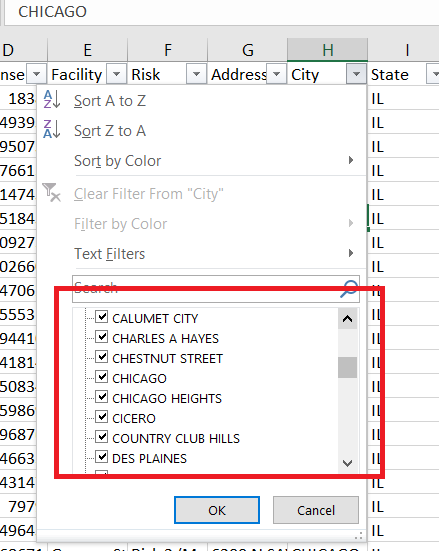 CHICAGO
D E F G H I
nse Facility Risk Address City State
183 IL
4939 IL
9507 IL
7661 IL
1474 IL
5184 IL
0927 IL
0266 IL
4706 IL
5553 IL
9441 IL
4181 IL
5083 IL
5986 IL
9687 IL
4663 IL
4314 IL
797 IL
4964 IL
Sort A to Z
Sort Z to A
Sort by Color
Clear Filter From "City"
Filter by Color
Text Filters
Search
CALUMET CITY
CHARLES A HAYES
CHESTNUT STREET
CHICAGO
CHICAGO HEIGHTS
CICERO
COUNTRY CLUB HILLS
DES PLAINES
OK Cancel